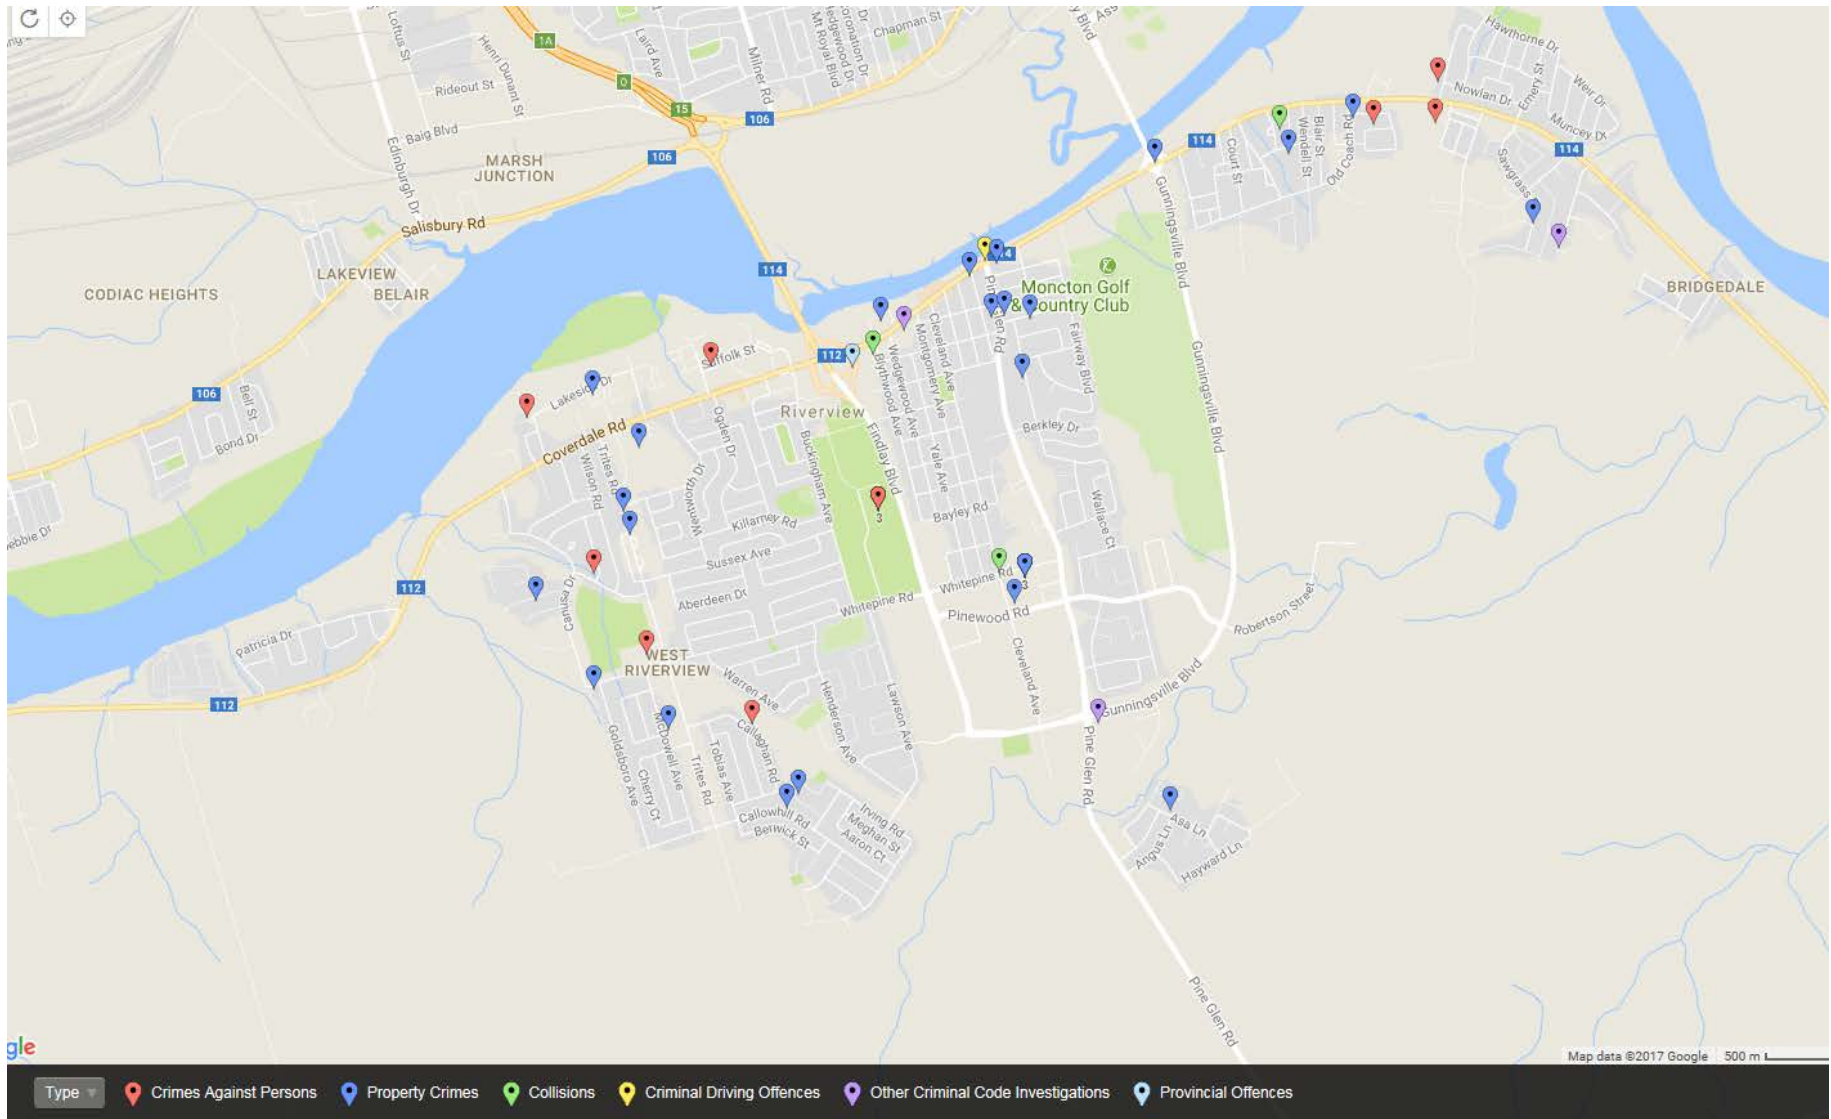 1A
Loftus St
Henri Dunant St
Laird Ave
Milner Rd
Mt Royal Blvd
Chapman St
Rideout St
0
15
106
Baig Blvd
Edinburgh Dr
MARSH
JUNCTION
106
Salisbury Rd
LAKEVIEW
BELAIR
CODIAC HEIGHTS
114
Hawthorne Dr
Nowlan Dr
Emery St
Weir Dr
Muncey Dr
114
114
Court St
Blair St
Wendell St
Old Coach Rd
Sawgrass
BRIDGEDALE
Gunningsville Blvd
Moncton Golf
& Country Club
Fairway Blvd
Gunningsville Blvd
112
Lakeside Dr
Coverdale Rd
106
Bell St
Bond Dr
Riverview
Ogden Dr
Buckingham Ave
Findlay Blvd
Blythwood Ave
Wedgewood Ave
Montgomery Ave
Cleveland Ave
Yale Ave
Berkley Dr
Wallace Ct
Bayley Rd
Trites Rd
Wilson Rd
Wentworth Dr
Killarney Rd
Sussex Ave
Aberdeen Dr
Whitepine Rd
Whitepine Rd
3
Pinewood Rd
Robertson Street
112
Patricia Dr
Canusa Dr
112
WEST
RIVERVIEW
Warren Ave
Henderson Ave
Lawson Ave
Cleveland Ave
Gunningsville Blvd
Pine Glen Rd
Goldsboro Ave
McDowell Ave
Cherry Ct
Trites Rd
Tobias Ave
Callaghan Rd
Callowhill Rd
Berwick St
Irving Rd
Meghan St
Aaron Ct
Asa Ln
Angus Ln
Hayward Ln
Pine Glen Rd
gle
Map data ©2017 Google 500 m
Type Crimes Against Persons Property Crimes Collisions Criminal Driving Offences Other Criminal Code Investigations Provincial Offences